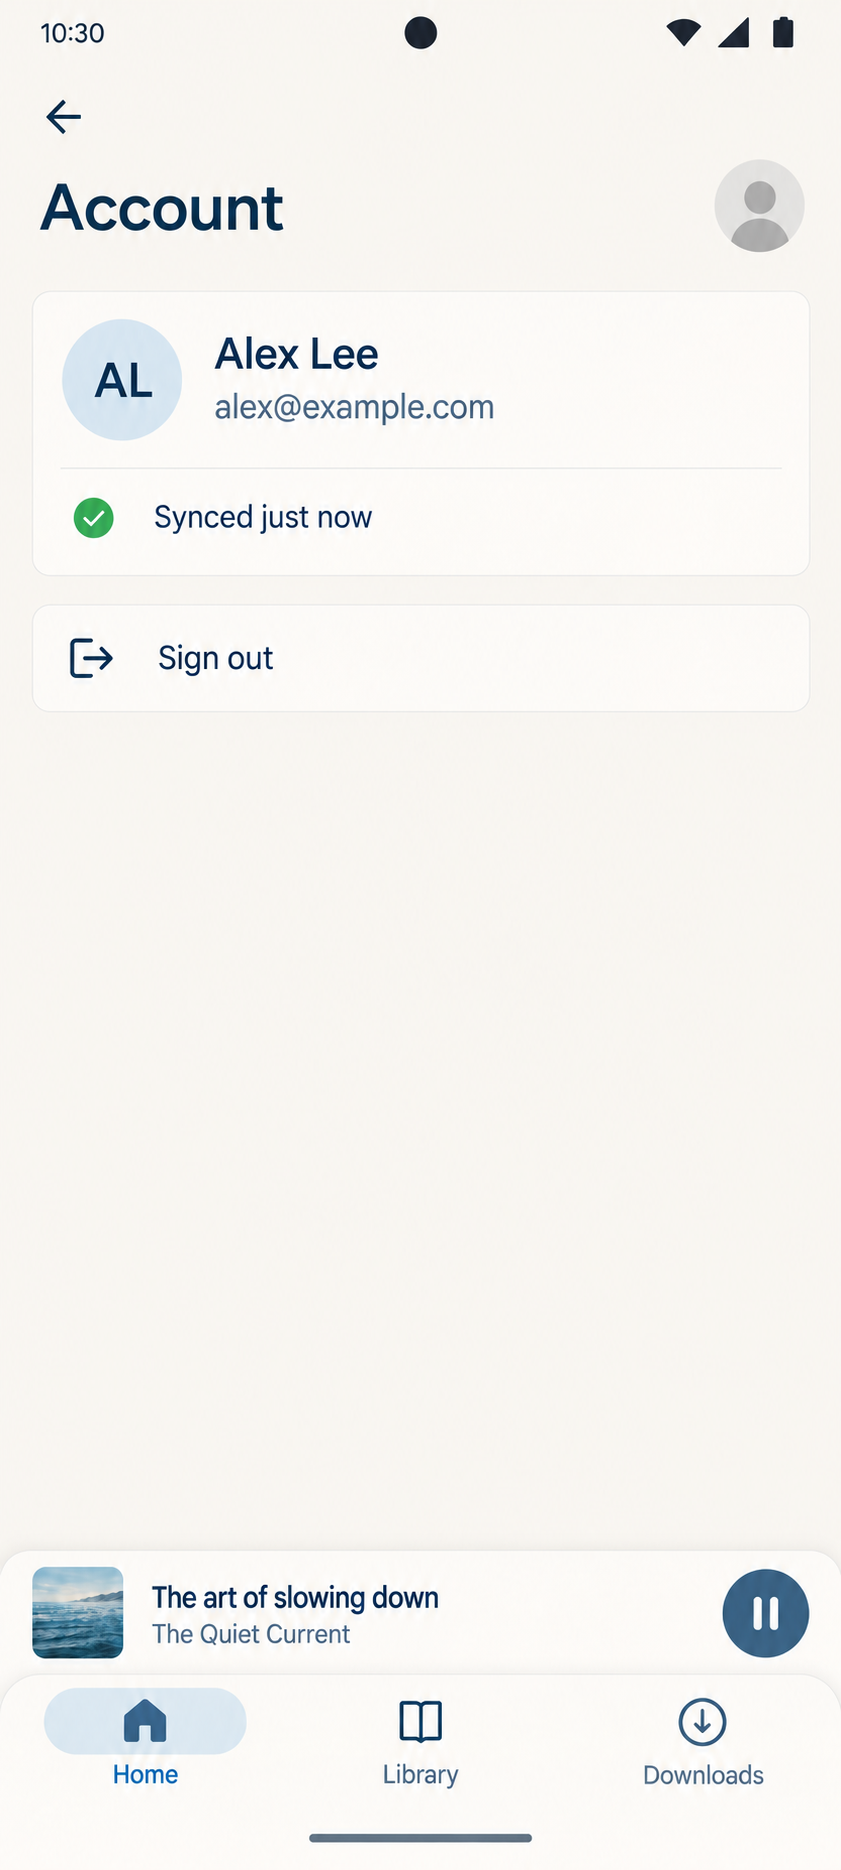 10:30
Account
AL
Alex Lee
alex@example.com
Synced just now
Sign out
The art of slowing down
The Quiet Current
Home
Library
Downloads